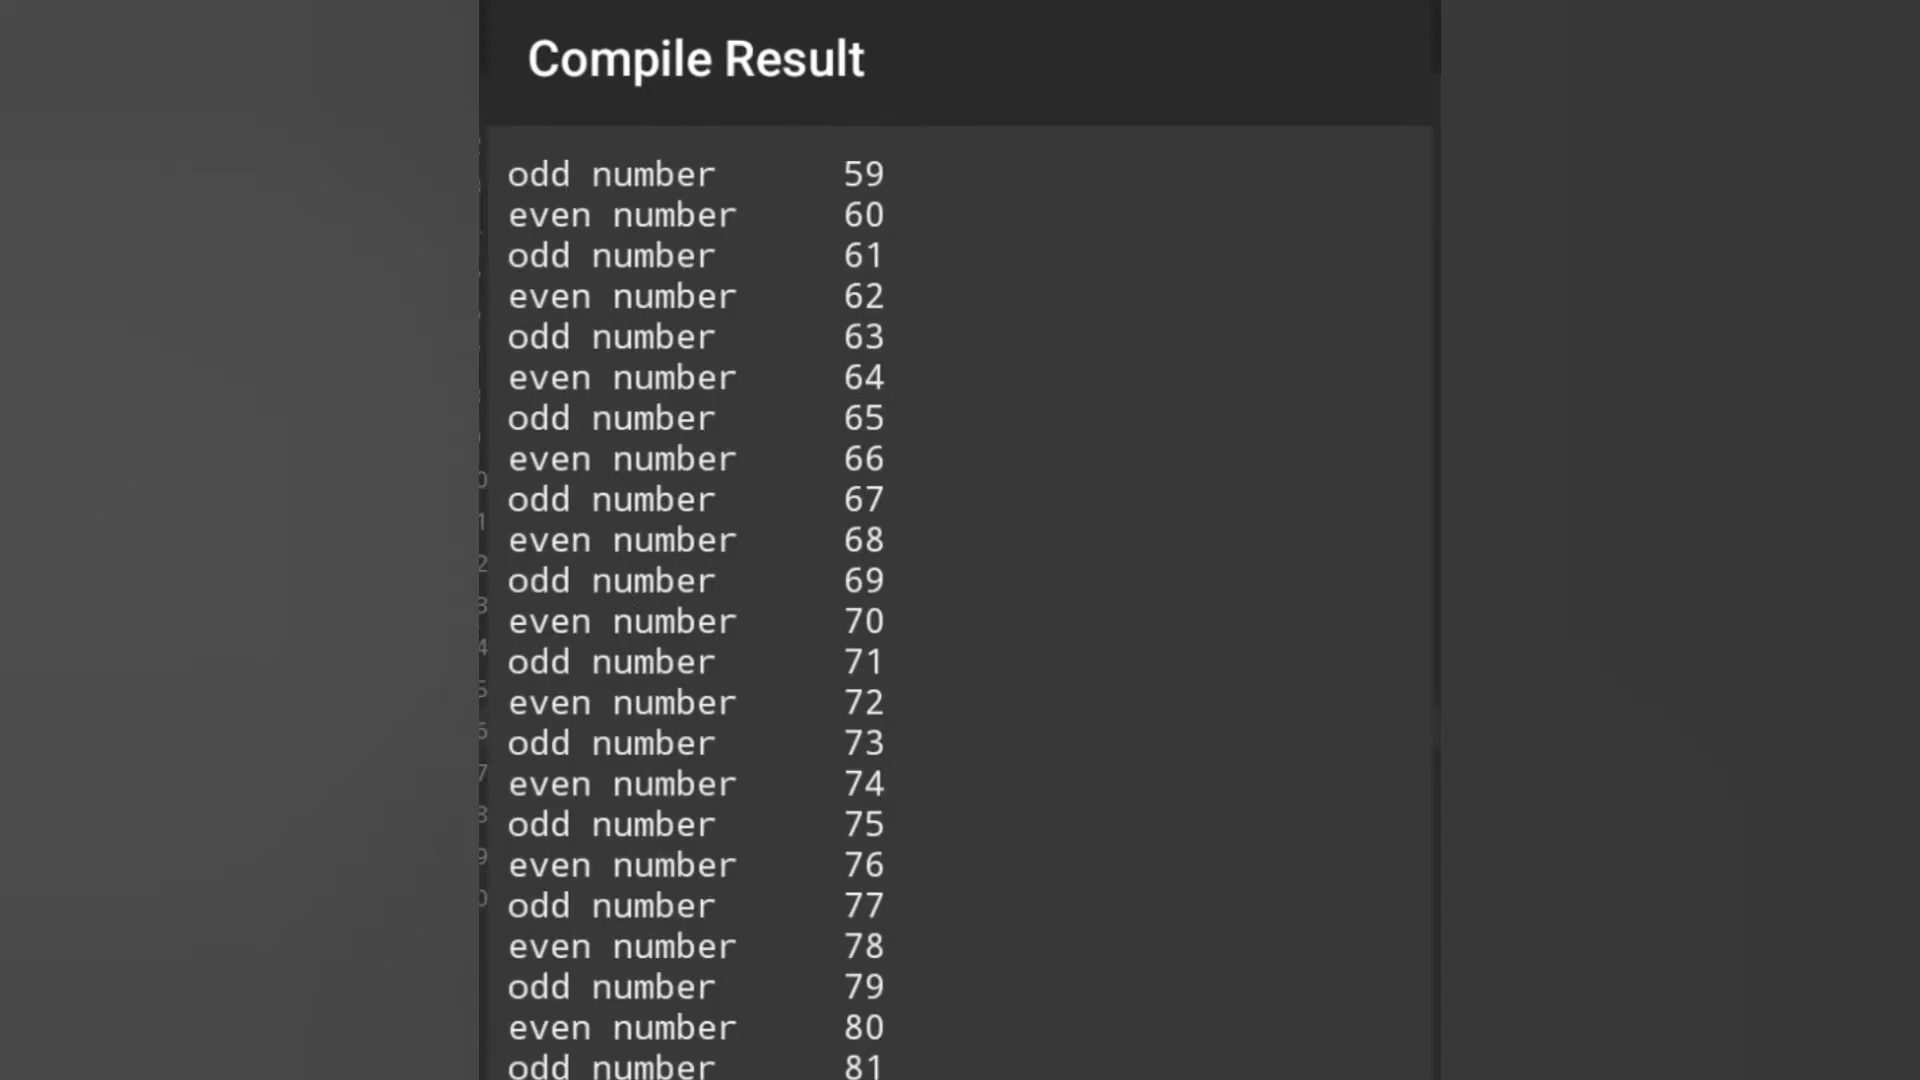 Compile Result
odd number 59
even number 60
odd number 61
even number 62
odd number 63
even number 64
odd number 65
even number 66
odd number 67
even number 68
odd number 69
even number 70
odd number 71
even number 72
odd number 73
even number 74
odd number 75
even number 76
odd number 77
even number 78
odd number 79
even number 80
odd number 81